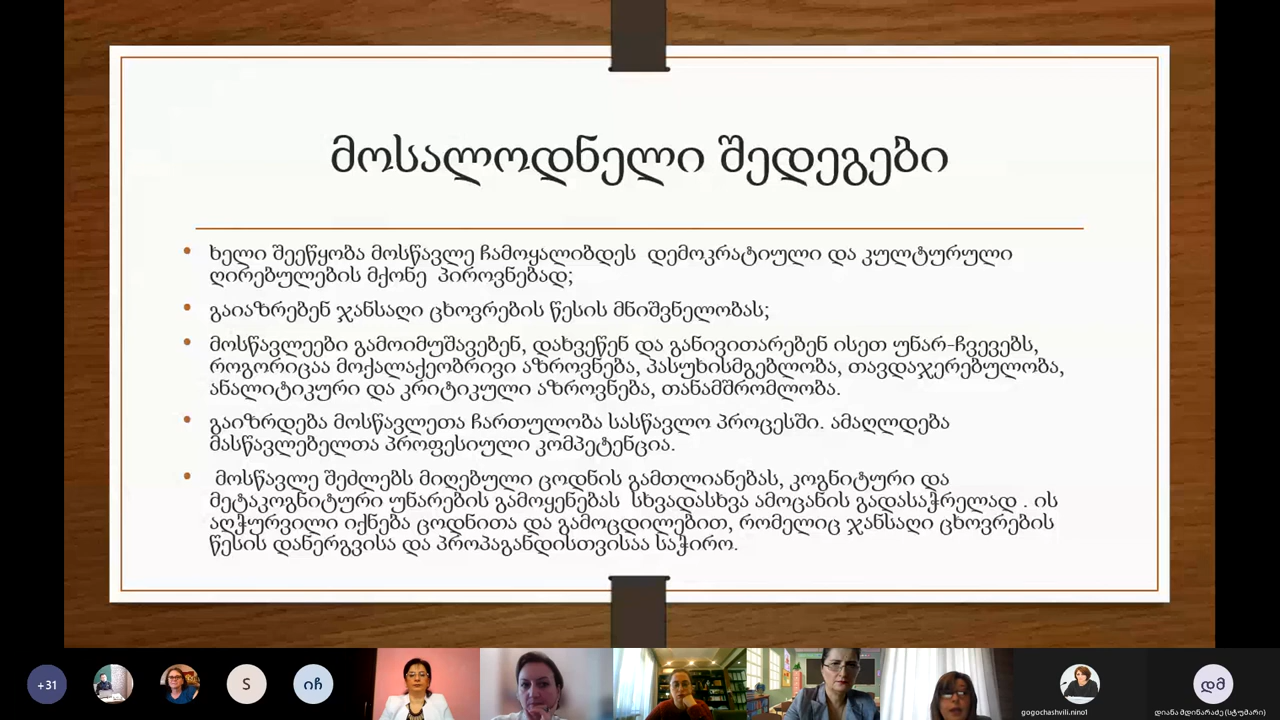 მოსალოდნელი შედეგები
ხელი შეეწყობა მოსწავლე ჩამოყალიბდეს დემოკრატიული და კულტურული
ღირებულების მქონე პიროვნებად;
გაიაზრებენ ჯანსაღი ცხოვრების წესის მნიშვნელობას;
მოსწავლეები გამოიმუშავებენ, დახვეწენ და განივითარებენ ისეთ უნარ-ჩვევებს,
როგორიცაა მოქალაქეობრივი აზროვნება, პასუხისმგებლობა, თავდაჯერებულობა,
ანალიტიკური და კრიტიკული აზროვნება, თანამშრომლობა.
გაიზრდება მოსწავლეთა ჩართულობა სასწავლო პროცესში. ამაღლდება
მასწავლებელთა პროფესიული კომპეტენცია.
მოსწავლე შეძლებს მიღებული ცოდნის გამთლიანებას, კოგნიტური და
მეტაკოგნიტური უნარების გამოყენებას სხვადასხვა ამოცანის გადასაჭრელად . ის
აღჭურვილი იქნება ცოდნითა და გამოცდილებით, რომელიც ჯანსაღი ცხოვრების
წესის დანერგვისა და პროპაგანდისთვისაა საჭირო.
+31
S
იჩ
დმ
gogochashvili.nino1
დიანა მდინარაძე (სტუმარი)